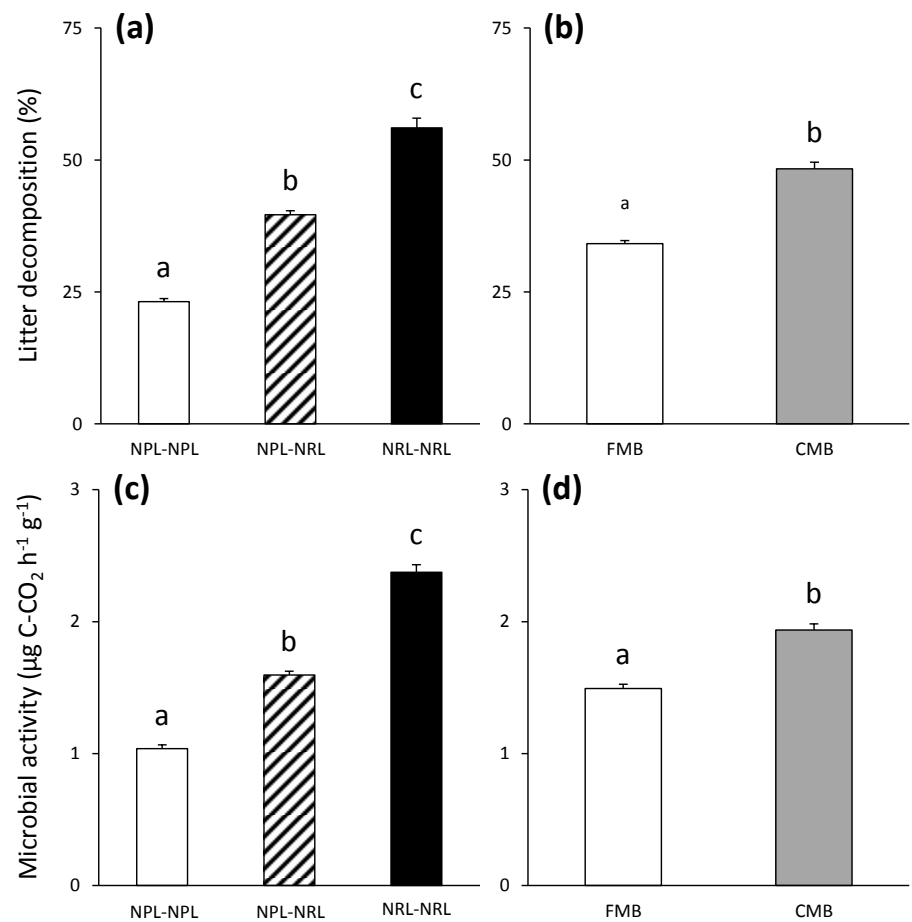 (a)
75
50
25
0
Litter decomposition (%)
a
b
c
NPL-NPL NPL-NRL NRL-NRL
(b)
75
50
25
0
a
b
FMB CMB
(c)
3
2
1
0
Microbial activity (µg C-CO₂ h⁻¹ g⁻¹)
a
b
c
NPL-NPL NPL-NRL NRL-NRL
(d)
3
2
1
0
a
b
FMB CMB